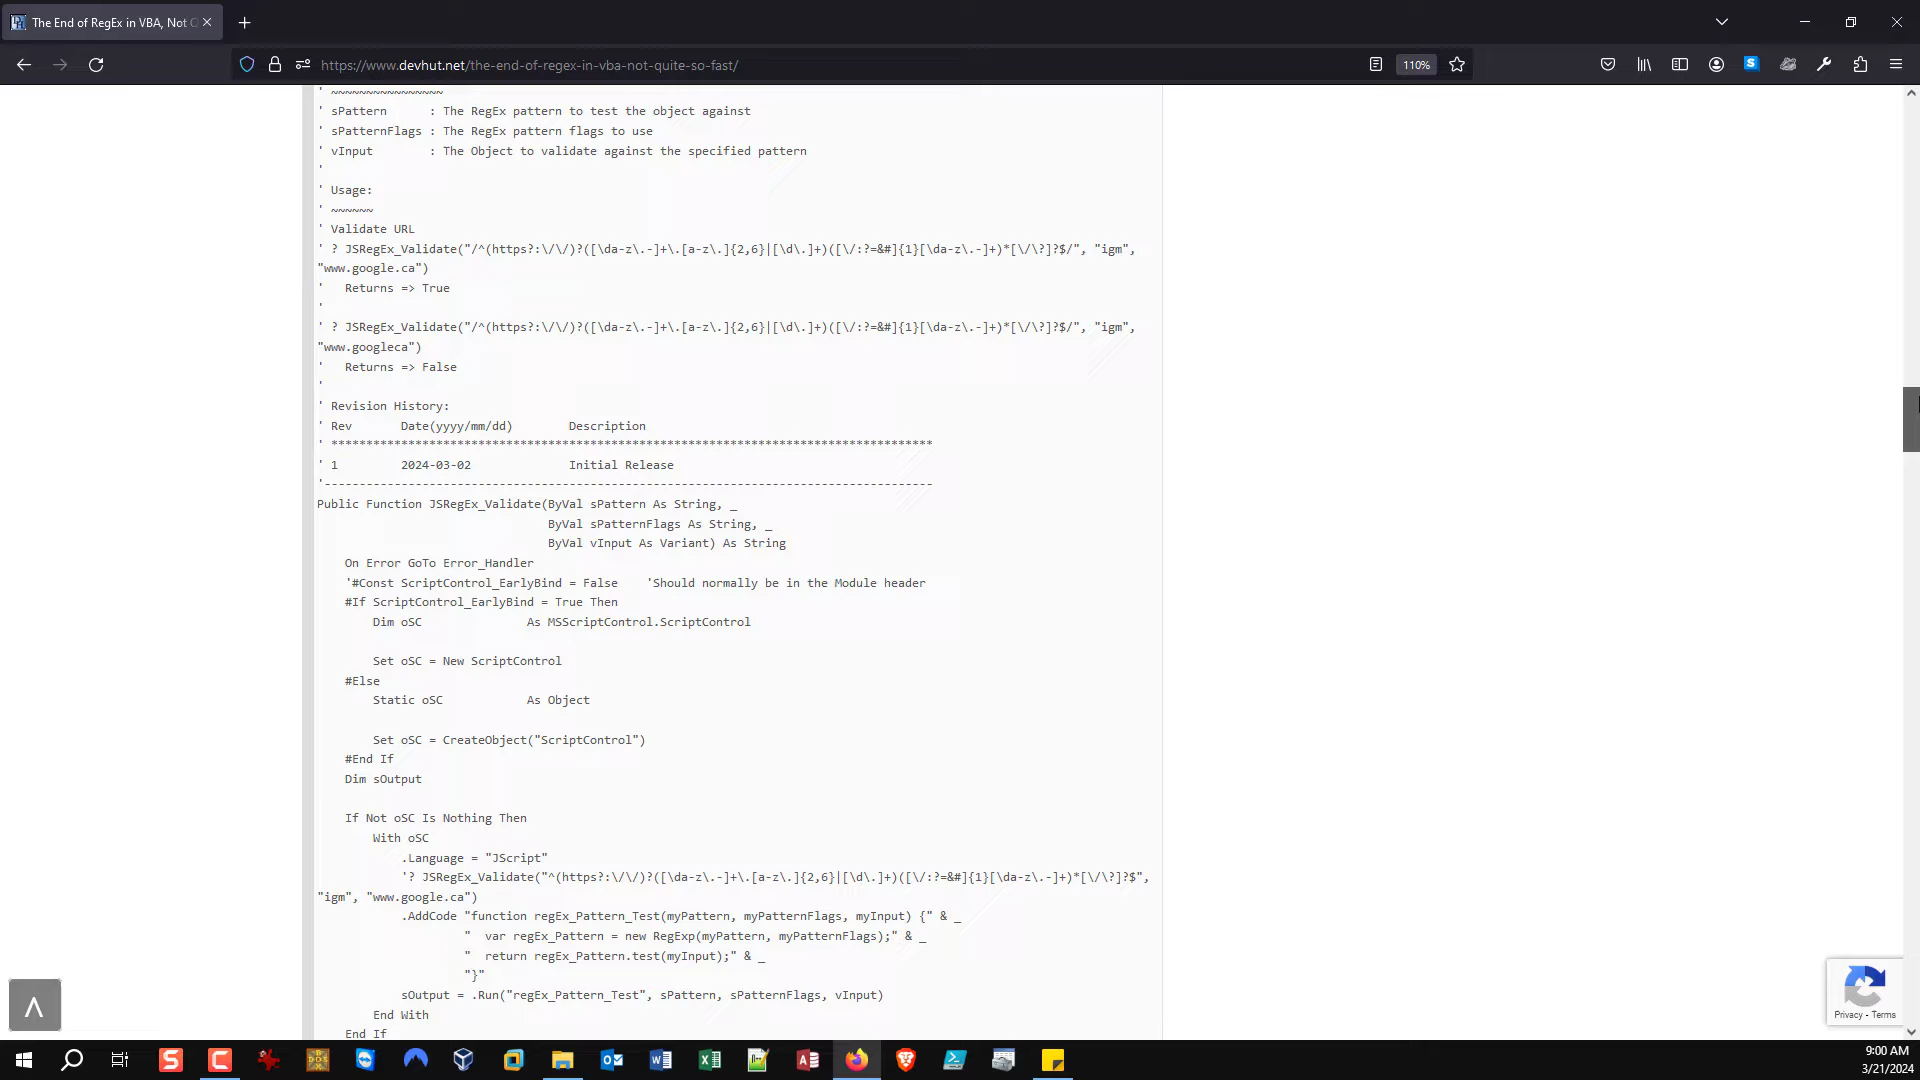 The End of RegEx in VBA, Not
https://www.devhut.net/the-end-of-regex-in-vba-not-quite-so-fast/
110%
' ~~~~~~~~~~~~~~~~
' sPattern      : The RegEx pattern to test the object against
' sPatternFlags : The RegEx pattern flags to use
' vInput        : The Object to validate against the specified pattern
'
' Usage:
' ~~~~~~
' Validate URL
' ? JSRegEx_Validate("/^(https?:\/\/)?([\da-z\.-]+\.[a-z\.]{2,6}|[\d\.]+)([\/:?=&#]{1}[\da-z\.-]+)*[\/\?]?$/", "igm",
"www.google.ca")
'   Returns => True
'
' ? JSRegEx_Validate("/^(https?:\/\/)?([\da-z\.-]+\.[a-z\.]{2,6}|[\d\.]+)([\/:?=&#]{1}[\da-z\.-]+)*[\/\?]?$/", "igm",
"www.googleca")
'   Returns => False
'
' Revision History:
' Rev       Date(yyyy/mm/dd)        Description
' **************************************************************************************
' 1         2024-03-02              Initial Release
'---------------------------------------------------------------------------------------
Public Function JSRegEx_Validate(ByVal sPattern As String, _
                                 ByVal sPatternFlags As String, _
                                 ByVal vInput As Variant) As String
    On Error GoTo Error_Handler
    '#Const ScriptControl_EarlyBind = False    'Should normally be in the Module header
    #If ScriptControl_EarlyBind = True Then
        Dim oSC               As MSScriptControl.ScriptControl
        Set oSC = New ScriptControl
    #Else
        Static oSC            As Object
        Set oSC = CreateObject("ScriptControl")
    #End If
    Dim sOutput
    If Not oSC Is Nothing Then
        With oSC
            .Language = "JScript"
            '? JSRegEx_Validate("^(https?:\/\/)?([\da-z\.-]+\.[a-z\.]{2,6}|[\d\.]+)([\/:?=&#]{1}[\da-z\.-]+)*[\/\?]?$",
"igm", "www.google.ca")
            .AddCode "function regEx_Pattern_Test(myPattern, myPatternFlags, myInput) {" & _
                     "  var regEx_Pattern = new RegExp(myPattern, myPatternFlags);" & _
                     "  return regEx_Pattern.test(myInput);" & _
                     "}"
            sOutput = .Run("regEx_Pattern_Test", sPattern, sPatternFlags, vInput)
        End With
    End If
Privacy - Terms
9:00 AM
3/21/2024